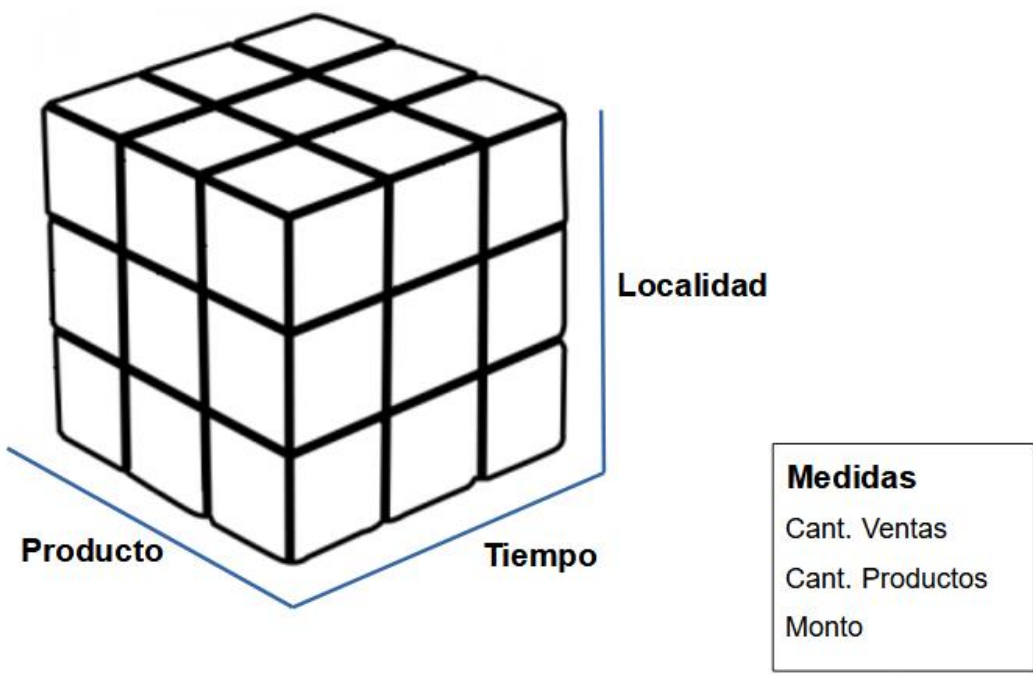 Localidad
Producto
Tiempo
Medidas
Cant. Ventas
Cant. Productos
Monto